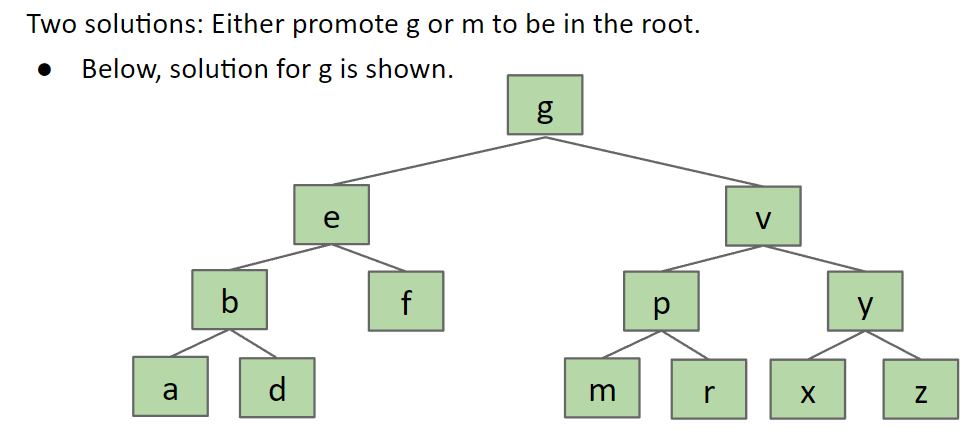 Two solutions: Either promote g or m to be in the root.
● Below, solution for g is shown.
g
e v
b f p y
a d m r x z